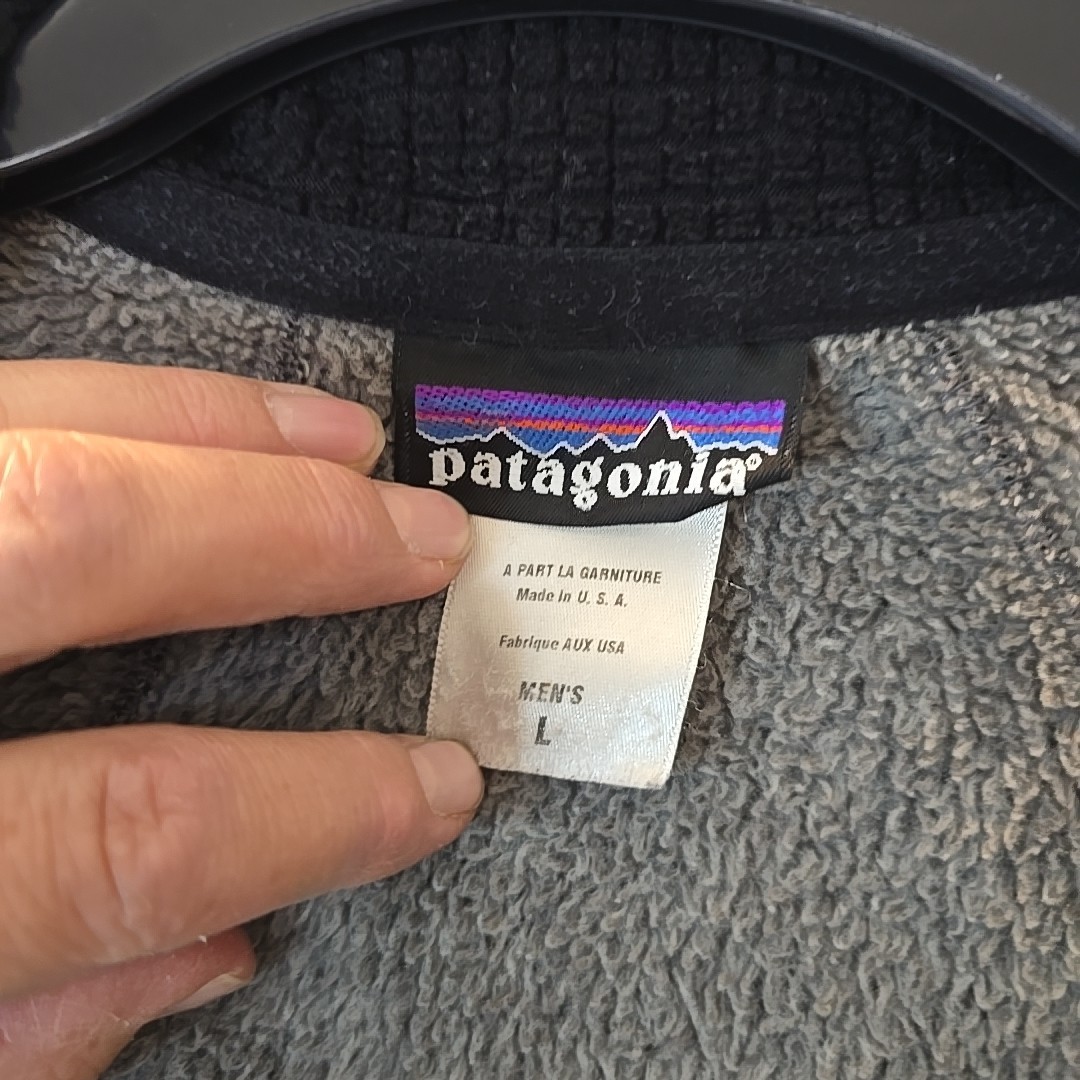 patagonia®
A PART LA GARNITURE
Made in U. S. A.
Fabrique AUX USA
MEN'S
L